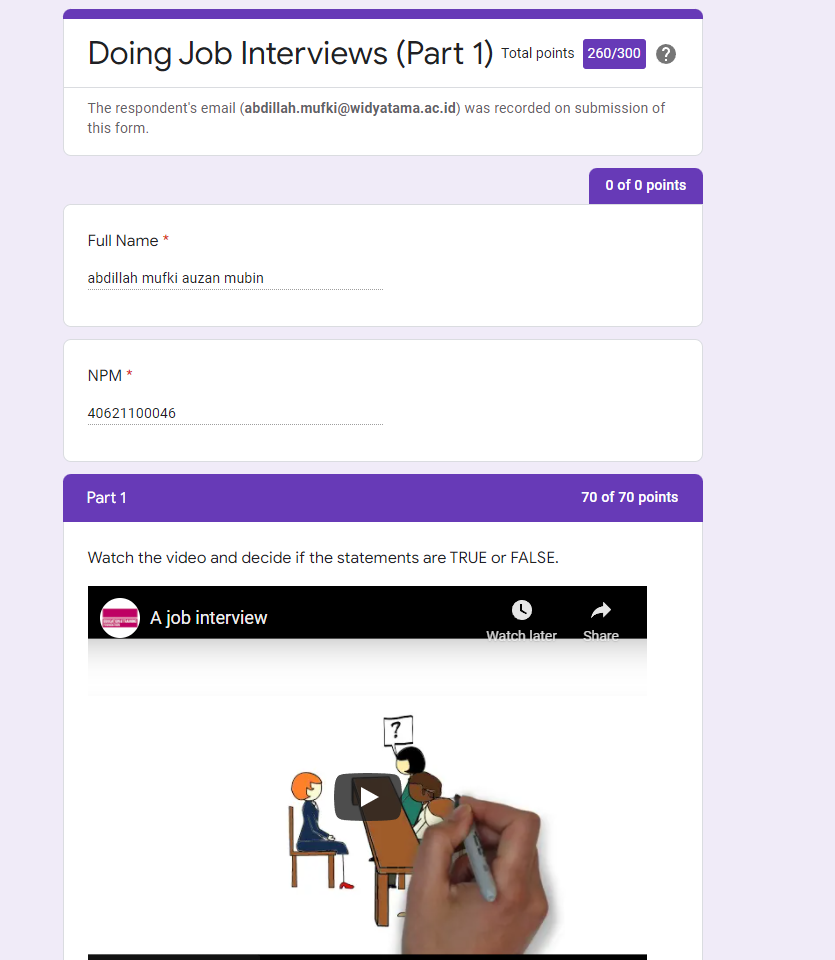 Doing Job Interviews (Part 1) Total points 260/300 ?
The respondent's email (abdillah.mufki@widyatama.ac.id) was recorded on submission of
this form.
0 of 0 points
Full Name *
abdillah mufki auzan mubin
NPM *
40621100046
Part 1 70 of 70 points
Watch the video and decide if the statements are TRUE or FALSE.
A job interview
Watch later Share
?